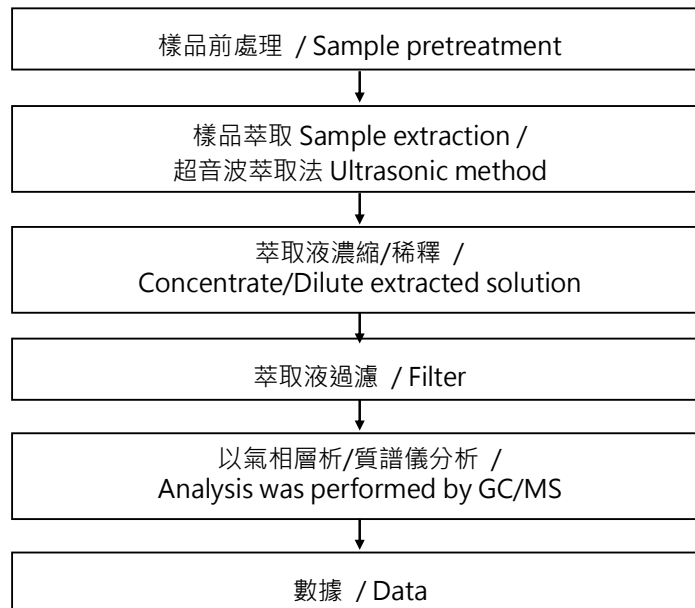 樣品前處理 / Sample pretreatment
樣品萃取 Sample extraction /
超音波萃取法 Ultrasonic method
萃取液濃縮/稀釋 /
Concentrate/Dilute extracted solution
萃取液過濾 / Filter
以氣相層析/質譜儀分析 /
Analysis was performed by GC/MS
數據 / Data